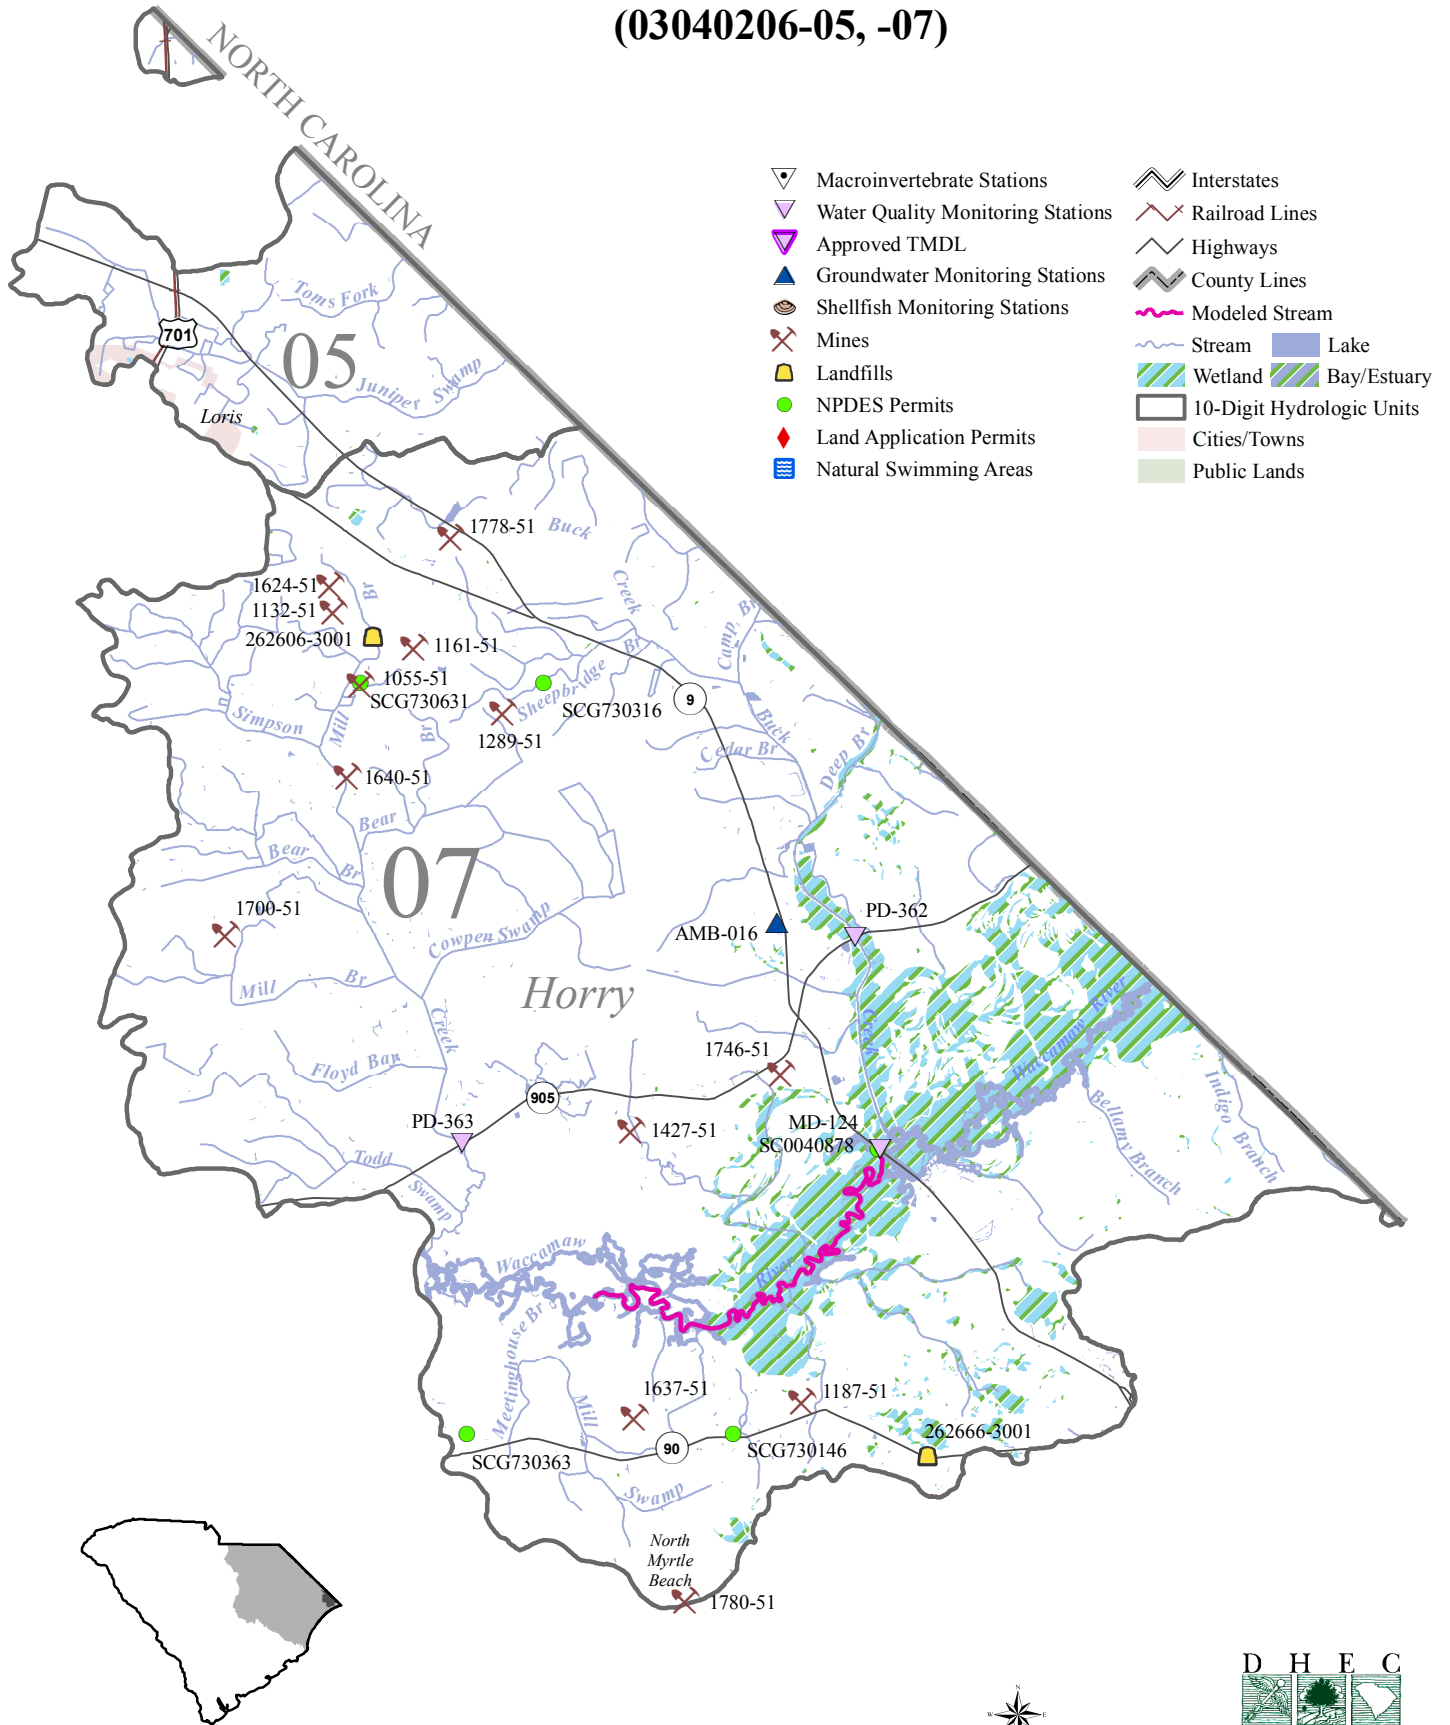 (03040206-05, -07)
NORTH CAROLINA
Macroinvertebrate Stations
Water Quality Monitoring Stations
Approved TMDL
Groundwater Monitoring Stations
Shellfish Monitoring Stations
Mines
Landfills
NPDES Permits
Land Application Permits
Natural Swimming Areas
Interstates
Railroad Lines
Highways
County Lines
Modeled Stream
Stream
Lake
Wetland
Bay/Estuary
10-Digit Hydrologic Units
Cities/Towns
Public Lands
Toms Fork
701
05
Juniper Swamp
Loris
1778-51
Buck
Creek
1624-51
Br
1132-51
262606-3001
1161-51
Br
Camp Br
1055-51
SCG730631
Sheepbridge
SCG730316
9
Simpson
Mill
Br
1289-51
Buck
Cedar Br
Deep Br
1640-51
Bear
Bear
Br
07
1700-51
Cowpen Swamp
AMB-016
PD-362
Mill
Br
Horry
Creek
Creek
Waccamaw River
1746-51
Floyd Bay
905
PD-363
1427-51
MD-124
SC0040878
Bellamy Branch
Indigo Branch
Todd
Swamp
Waccamaw
River
Meetinghouse Br
Mill
1637-51
1187-51
262666-3001
90
SCG730363
SCG730146
Swamp
North
Myrtle
Beach
1780-51
N
W
E
D H E C